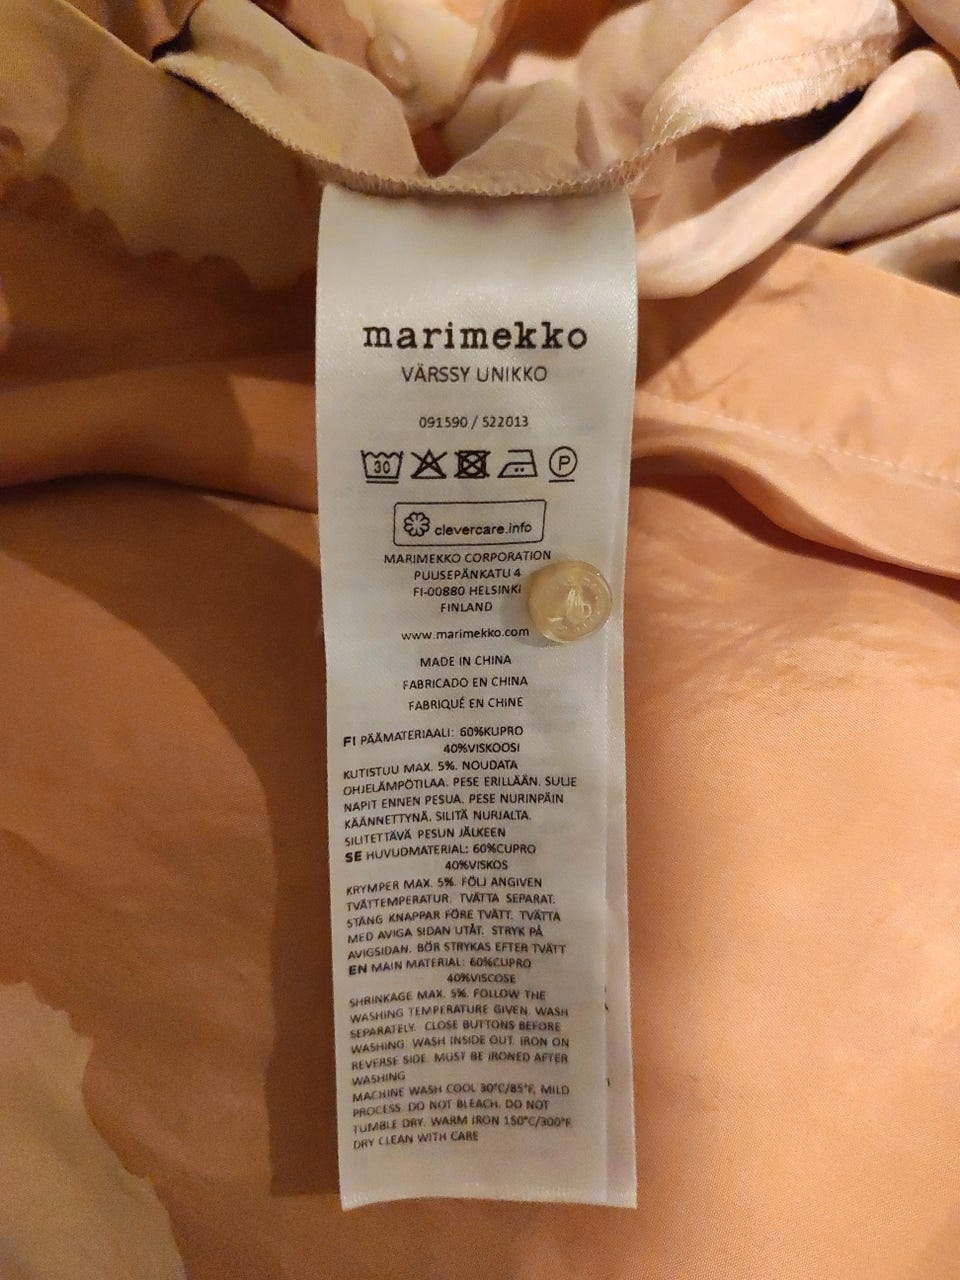 marimekko
VÄRSSY UNIKKO
091590 / 522013
30 P
clevercare.info
MARIMEKKO CORPORATION
PUUSEPÄNKATU 4
FI-00880 HELSINKI
FINLAND
www.marimekko.com
MADE IN CHINA
FABRICADO EN CHINA
FABRIQUÉ EN CHINE
FI PÄÄMATERIAALI: 60%KUPRO
40%VISKOOSI
KUTISTUU MAX. 5%. NOUDATA
OHJELÄMPÖTILAA. PESE ERILLÄÄN. SULJE
NAPIT ENNEN PESUA. PESE NURINPÄIN
KÄÄNNETTYNÄ. SILITÄ NURJALTA.
SILITETTÄVÄ PESUN JÄLKEEN
SE HUVUDMATERIAL: 60%CUPRO
40%VISKOS
KRYMPER MAX. 5%. FÖLJ ANGIVEN
TVÄTTEMPERATUR. TVÄTTA SEPARAT.
STÄNG KNAPPAR FÖRE TVÄTT. TVÄTTA
MED AVIGA SIDAN UTÅT. STRYK PÅ
AVIGSIDAN. BÖR STRYKAS EFTER TVÄTT
EN MAIN MATERIAL: 60%CUPRO
40%VISCOSE
SHRINKAGE MAX. 5%. FOLLOW THE
WASHING TEMPERATURE GIVEN. WASH
SEPARATELY. CLOSE BUTTONS BEFORE
WASHING. WASH INSIDE OUT. IRON ON
REVERSE SIDE. MUST BE IRONED AFTER
WASHING
MACHINE WASH COOL 30°C/85°F, MILD
PROCESS. DO NOT BLEACH. DO NOT
TUMBLE DRY. WARM IRON 150°C/300°F.
DRY CLEAN WITH CARE